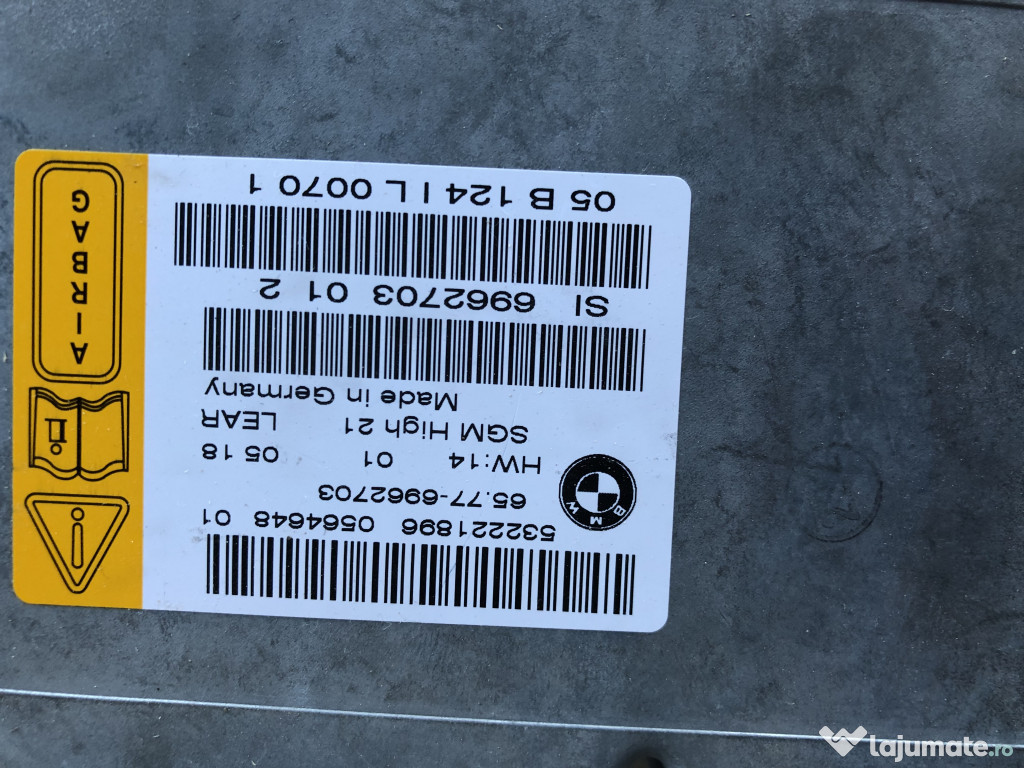 532221896 0564648 01
65.77-6962703
BMW
HW:14 01 05 18
SGM High 21 LEAR
Made in Germany
SI 6962703 01 2
05 B 124 I L 0070 1
AIRBAG
lajumate.ro